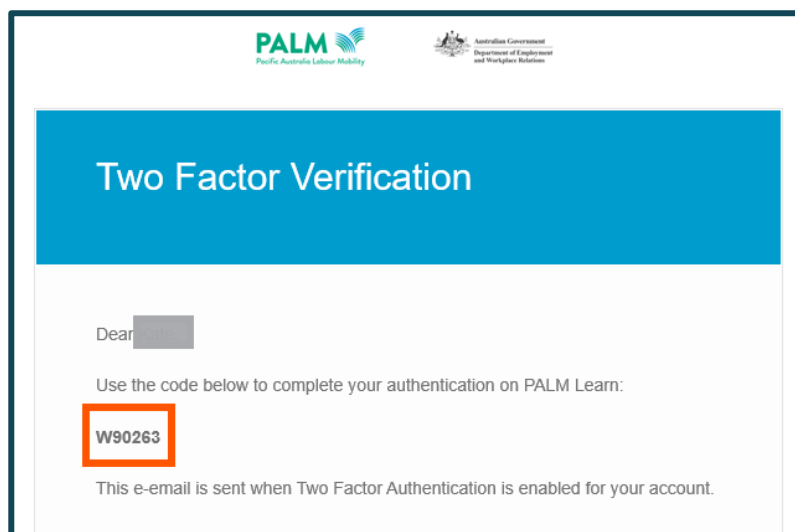 PALM
Pacific Australia Labour Mobility
Australian Government
Department of Employment
and Workplace Relations
Two Factor Verification
Dear
Use the code below to complete your authentication on PALM Learn:
W90263
This e-email is sent when Two Factor Authentication is enabled for your account.